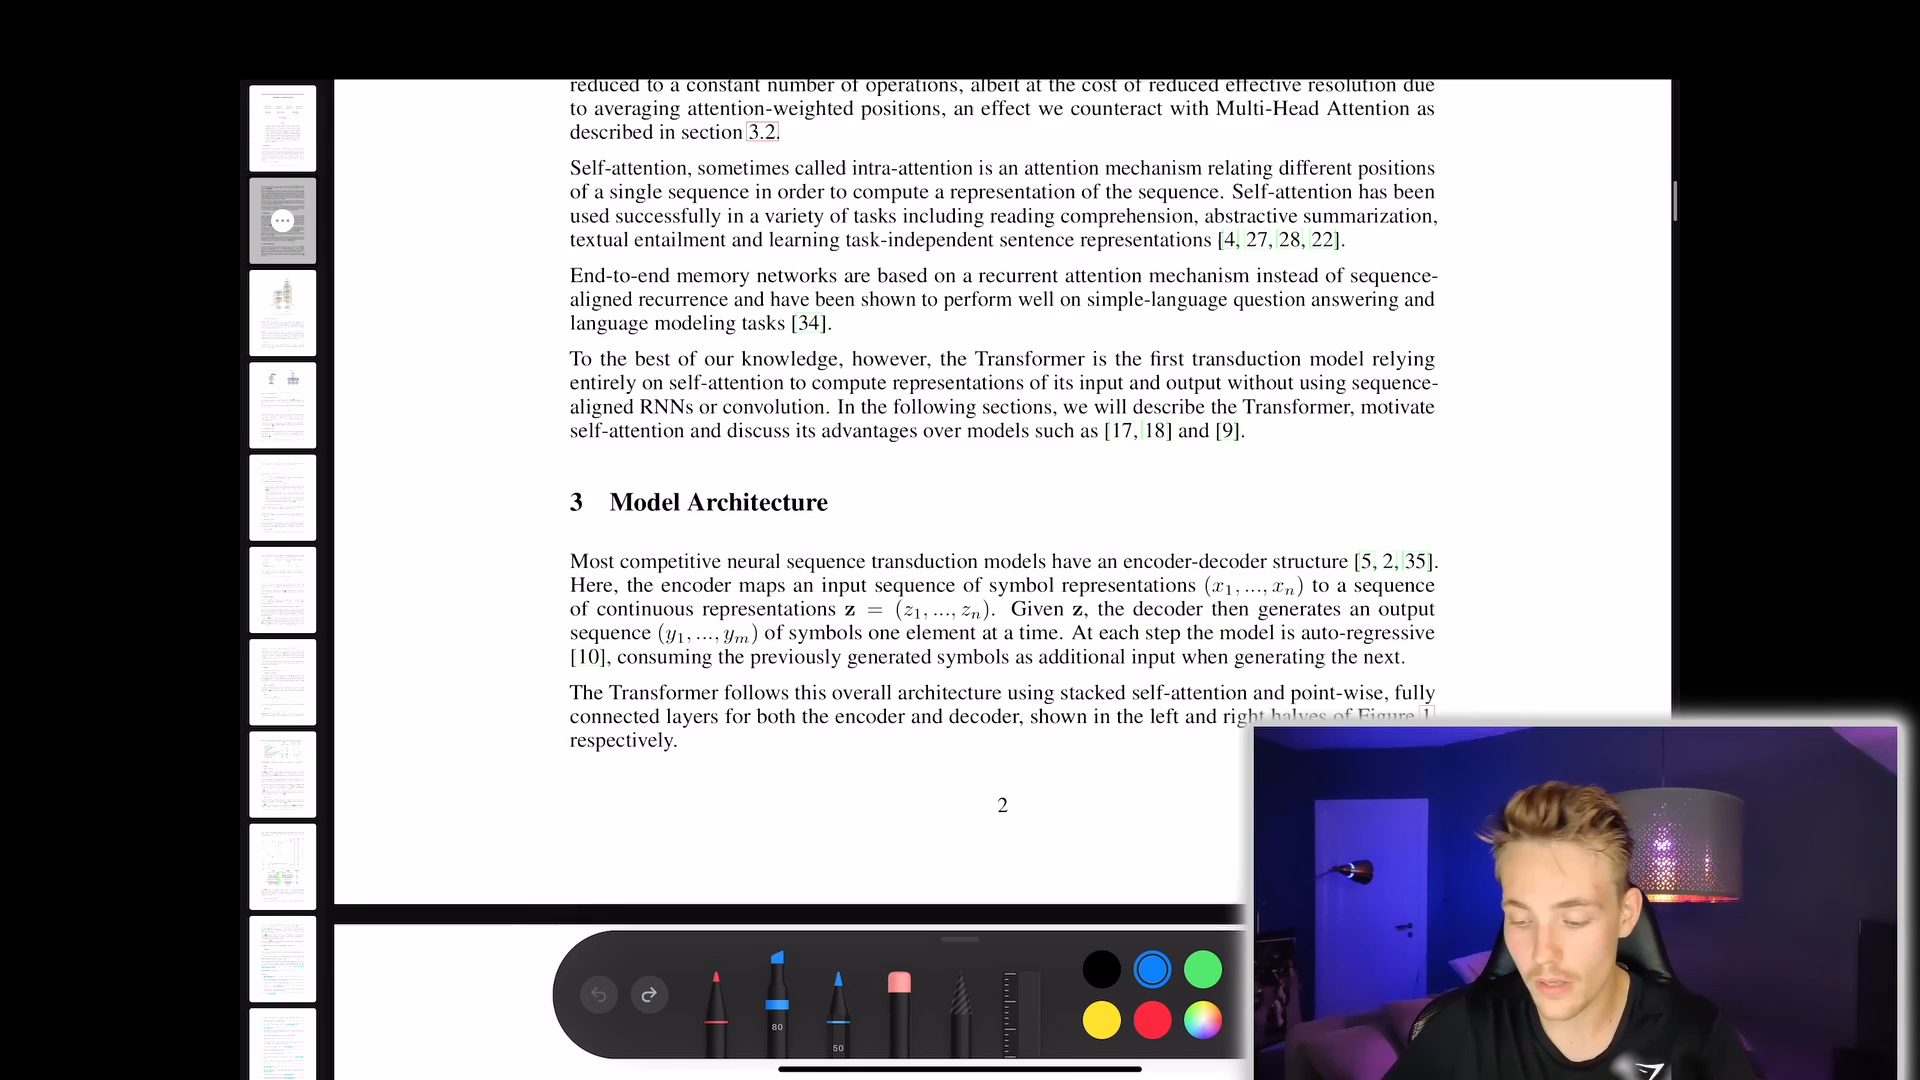 reduced to a constant number of operations, albeit at the cost of reduced effective resolution due
to averaging attention-weighted positions, an effect we counteract with Multi-Head Attention as
described in section 3.2.
Self-attention, sometimes called intra-attention is an attention mechanism relating different positions
of a single sequence in order to compute a representation of the sequence. Self-attention has been
used successfully in a variety of tasks including reading comprehension, abstractive summarization,
textual entailment and learning task-independent sentence representations [4, 27, 28, 22].
End-to-end memory networks are based on a recurrent attention mechanism instead of sequence-
aligned recurrence and have been shown to perform well on simple-language question answering and
language modeling tasks [34].
To the best of our knowledge, however, the Transformer is the first transduction model relying
entirely on self-attention to compute representations of its input and output without using sequence-
aligned RNNs or convolution. In the following sections, we will describe the Transformer, motivate
self-attention and discuss its advantages over models such as [17, 18] and [9].
3 Model Architecture
Most competitive neural sequence transduction models have an encoder-decoder structure [5, 2, 35].
Here, the encoder maps an input sequence of symbol representations (x₁, ..., xₙ) to a sequence
of continuous representations z = (z₁, ..., zₙ). Given z, the decoder then generates an output
sequence (y₁, ..., yₘ) of symbols one element at a time. At each step the model is auto-regressive
[10], consuming the previously generated symbols as additional input when generating the next.
The Transformer follows this overall architecture using stacked self-attention and point-wise, fully
connected layers for both the encoder and decoder, shown in the left and right halves of Figure 1,
respectively.
2
80
50